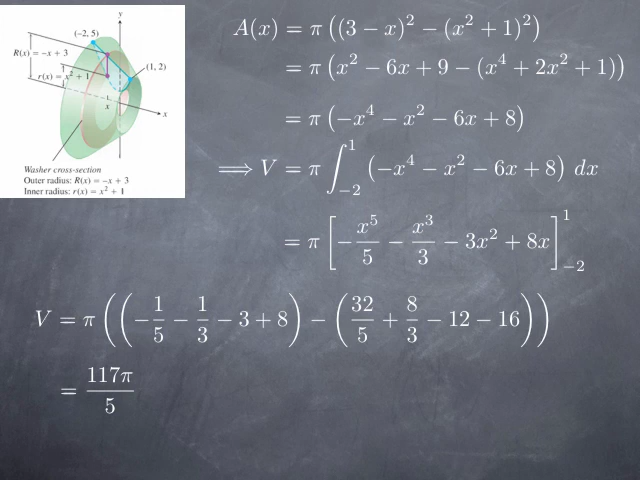 y
(−2, 5)
R(x) = −x + 3
(1, 2)
r(x) = x² + 1
x
x
Washer cross-section
Outer radius: R(x) = −x + 3
Inner radius: r(x) = x² + 1
A(x) = π((3 − x)² − (x² + 1)²)
= π(x² − 6x + 9 − (x⁴ + 2x² + 1))
= π(−x⁴ − x² − 6x + 8)
⟹ V = π ∫₋₂¹ (−x⁴ − x² − 6x + 8) dx
= π [−x⁵/5 − x³/3 − 3x² + 8x]₋₂¹
V = π((−1/5 − 1/3 − 3 + 8) − (32/5 + 8/3 − 12 − 16))
= 117π/5